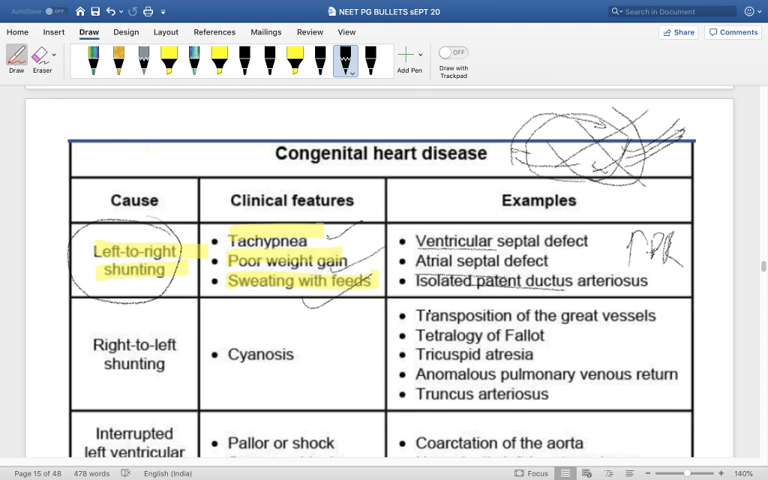 AutoSave OFF NEET PG BULLETS sEPT 20 Search in Document
Home Insert Draw Design Layout References Mailings Review View Share Comments
Draw Eraser Add Pen OFF Draw with Trackpad
Congenital heart disease
Cause Clinical features Examples
Left-to-right shunting
• Tachypnea
• Poor weight gain
• Sweating with feeds
• Ventricular septal defect
• Atrial septal defect
• Isolated patent ductus arteriosus
Right-to-left shunting
• Cyanosis
• Transposition of the great vessels
• Tetralogy of Fallot
• Tricuspid atresia
• Anomalous pulmonary venous return
• Truncus arteriosus
Interrupted
left ventricular
• Pallor or shock
• Coarctation of the aorta
Page 15 of 48 478 words English (India) Focus 140%